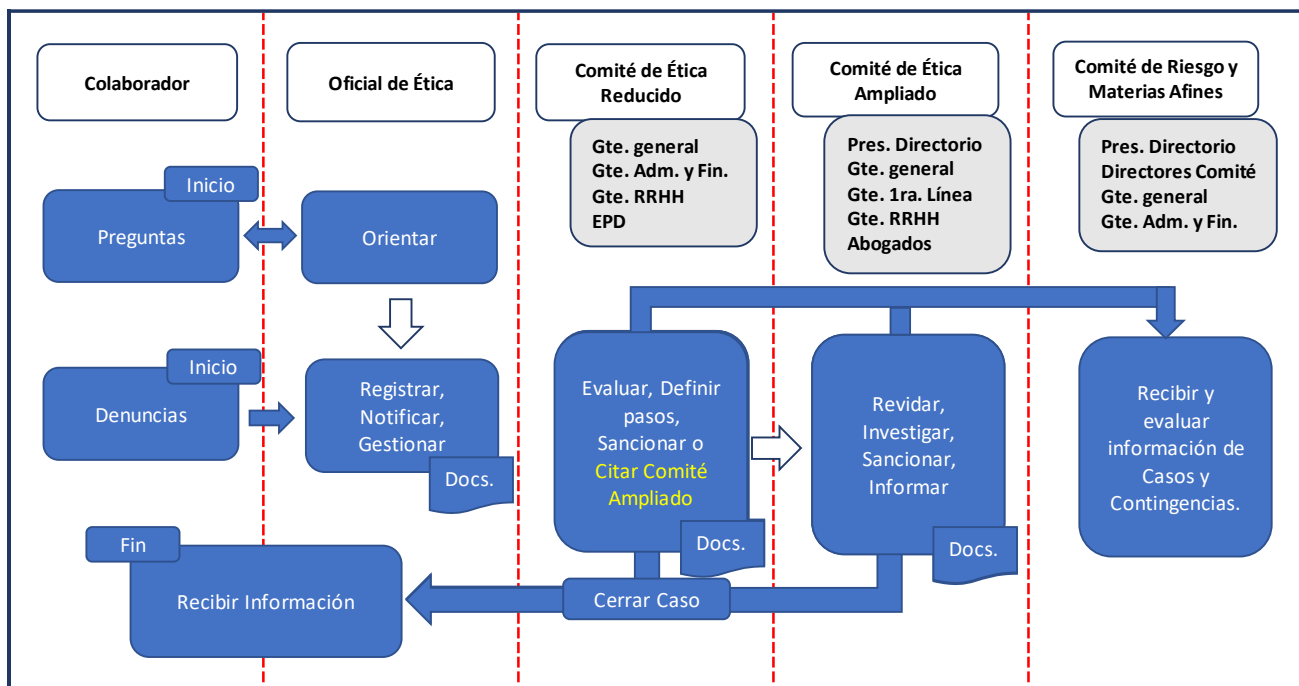 Colaborador
Oficial de Ética
Comité de Ética
Reducido
Comité de Ética
Ampliado
Comité de Riesgo y
Materias Afines
Gte. general
Gte. Adm. y Fin.
Gte. RRHH
EPD
Pres. Directorio
Gte. general
Gte. 1ra. Línea
Gte. RRHH
Abogados
Pres. Directorio
Directores Comité
Gte. general
Gte. Adm. y Fin.
Inicio
Preguntas
Orientar
Inicio
Denuncias
Registrar,
Notificar,
Gestionar
Docs.
Evaluar, Definir
pasos,
Sancionar o
Citar Comité
Ampliado
Docs.
Revidar,
Investigar,
Sancionar,
Informar
Docs.
Recibir y
evaluar
información de
Casos y
Contingencias.
Fin
Recibir Información
Cerrar Caso